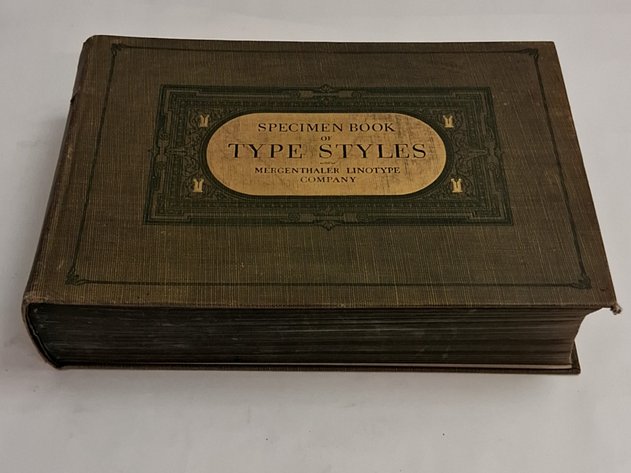 SPECIMEN BOOK
OF
TYPE STYLES
MERGENTHALER LINOTYPE
COMPANY